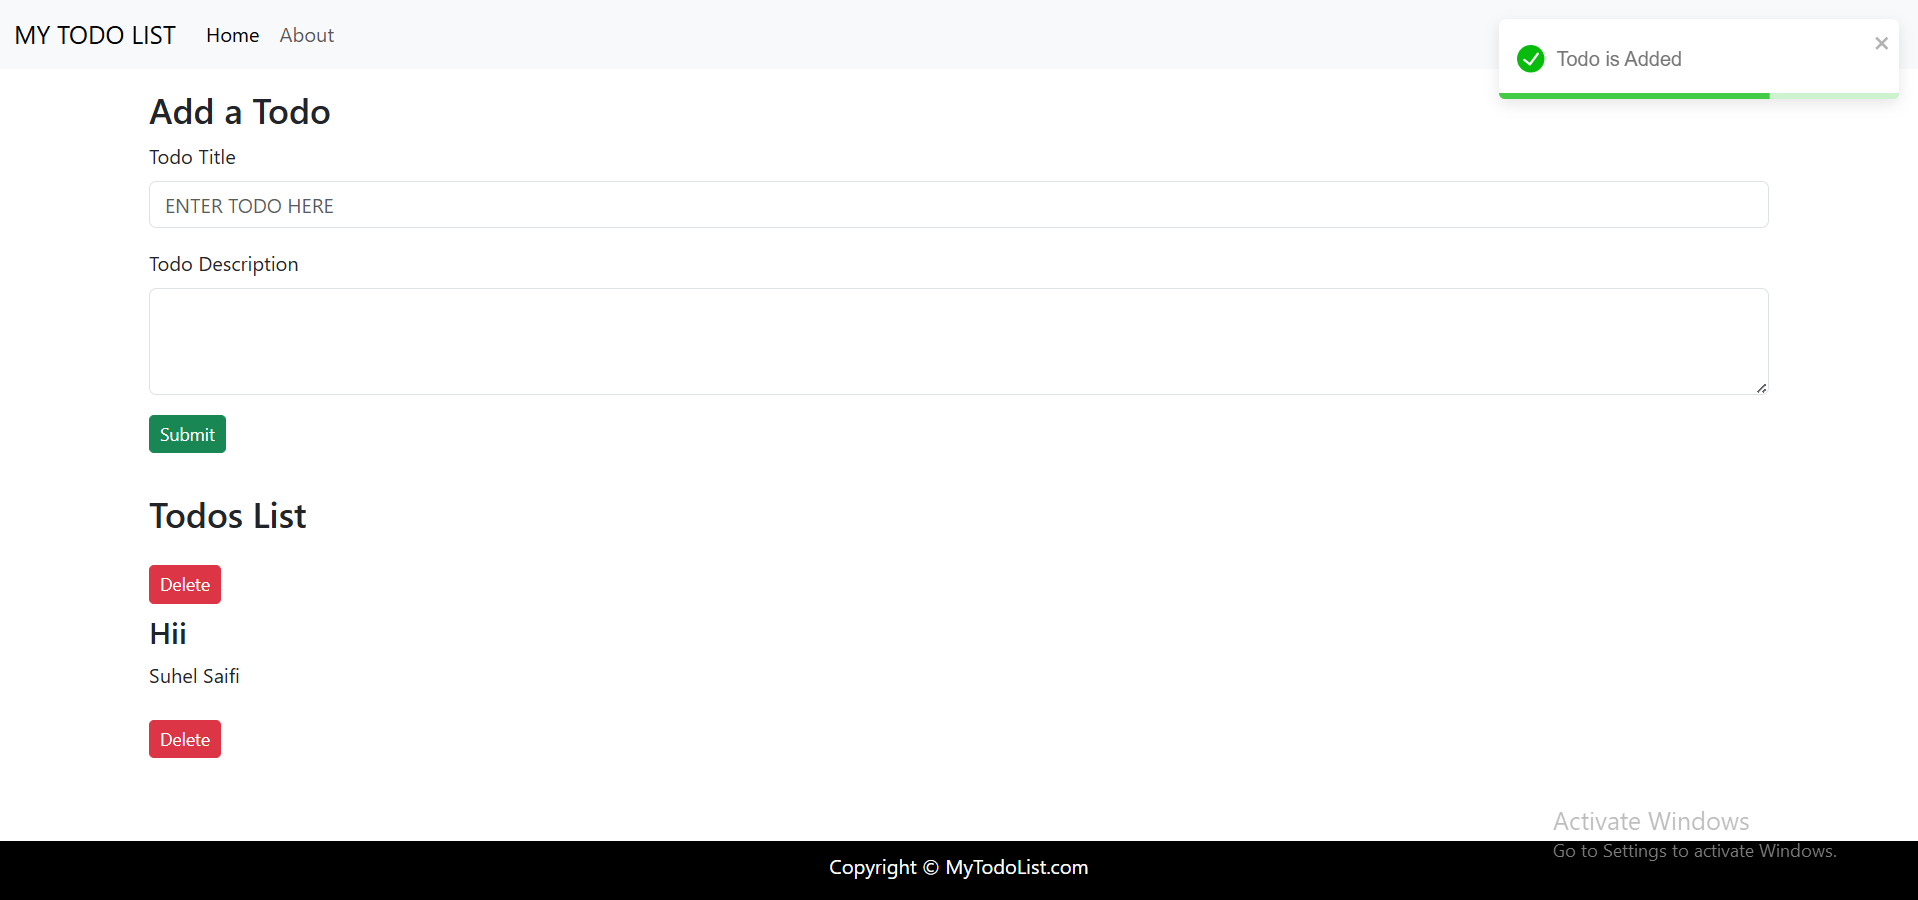 MY TODO LIST Home About
Todo is Added
Add a Todo
Todo Title
ENTER TODO HERE
Todo Description
Submit
Todos List
Delete
Hii
Suhel Saifi
Delete
Activate Windows
Go to Settings to activate Windows.
Copyright © MyTodoList.com